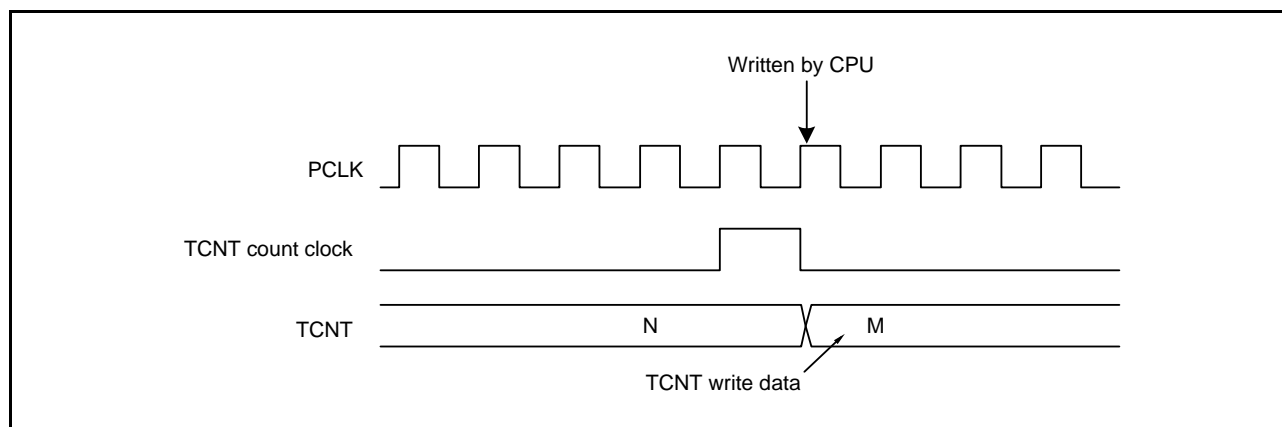 Written by CPU
PCLK
TCNT count clock
TCNT
N
M
TCNT write data